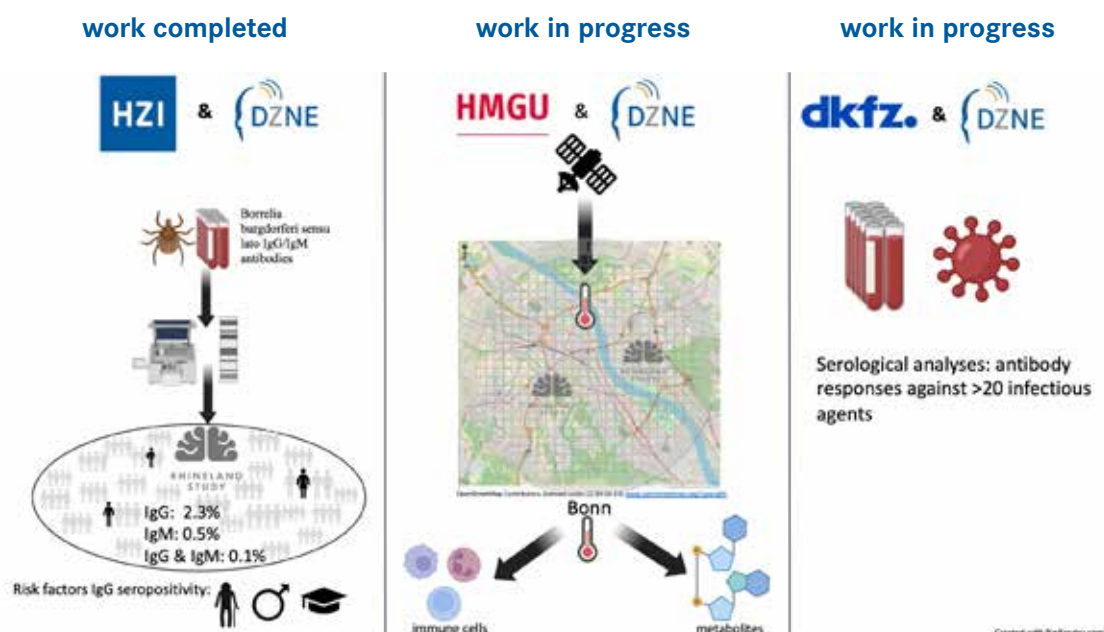 work completed
work in progress
work in progress
HZI & DZNE
HMGU & DZNE
dkfz. & DZNE
Borrelia
burgdorferi sensu
lato IgG/IgM
antibodies
RHINELAND
STUDY
IgG: 2.3%
IgM: 0.5%
IgG & IgM: 0.1%
Risk factors IgG seropositivity:
RHINELAND
STUDY
Bonn
immune cells
metabolites
Serological analyses: antibody
responses against >20 infectious
agents